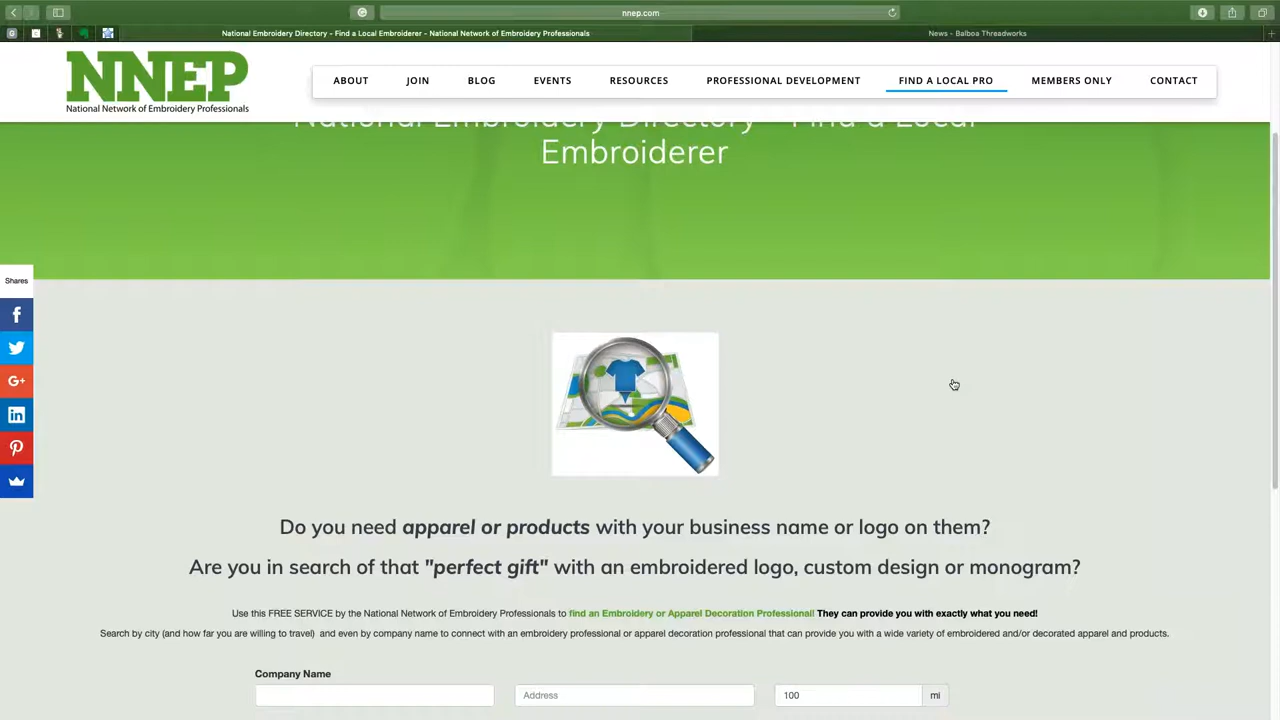 nnep.com
National Embroidery Directory - Find a Local Embroiderer - National Network of Embroidery Professionals
News - Balboa Threadworks
NNEP
National Network of Embroidery Professionals
ABOUT
JOIN
BLOG
EVENTS
RESOURCES
PROFESSIONAL DEVELOPMENT
FIND A LOCAL PRO
MEMBERS ONLY
CONTACT
National Embroidery Directory - Find a Local
Embroiderer
Shares
Do you need apparel or products with your business name or logo on them?
Are you in search of that "perfect gift" with an embroidered logo, custom design or monogram?
Use this FREE SERVICE by the National Network of Embroidery Professionals to find an Embroidery or Apparel Decoration Professional! They can provide you with exactly what you need!
Search by city (and how far you are willing to travel) and even by company name to connect with an embroidery professional or apparel decoration professional that can provide you with a wide variety of embroidered and/or decorated apparel and products.
Company Name
Address
100
mi